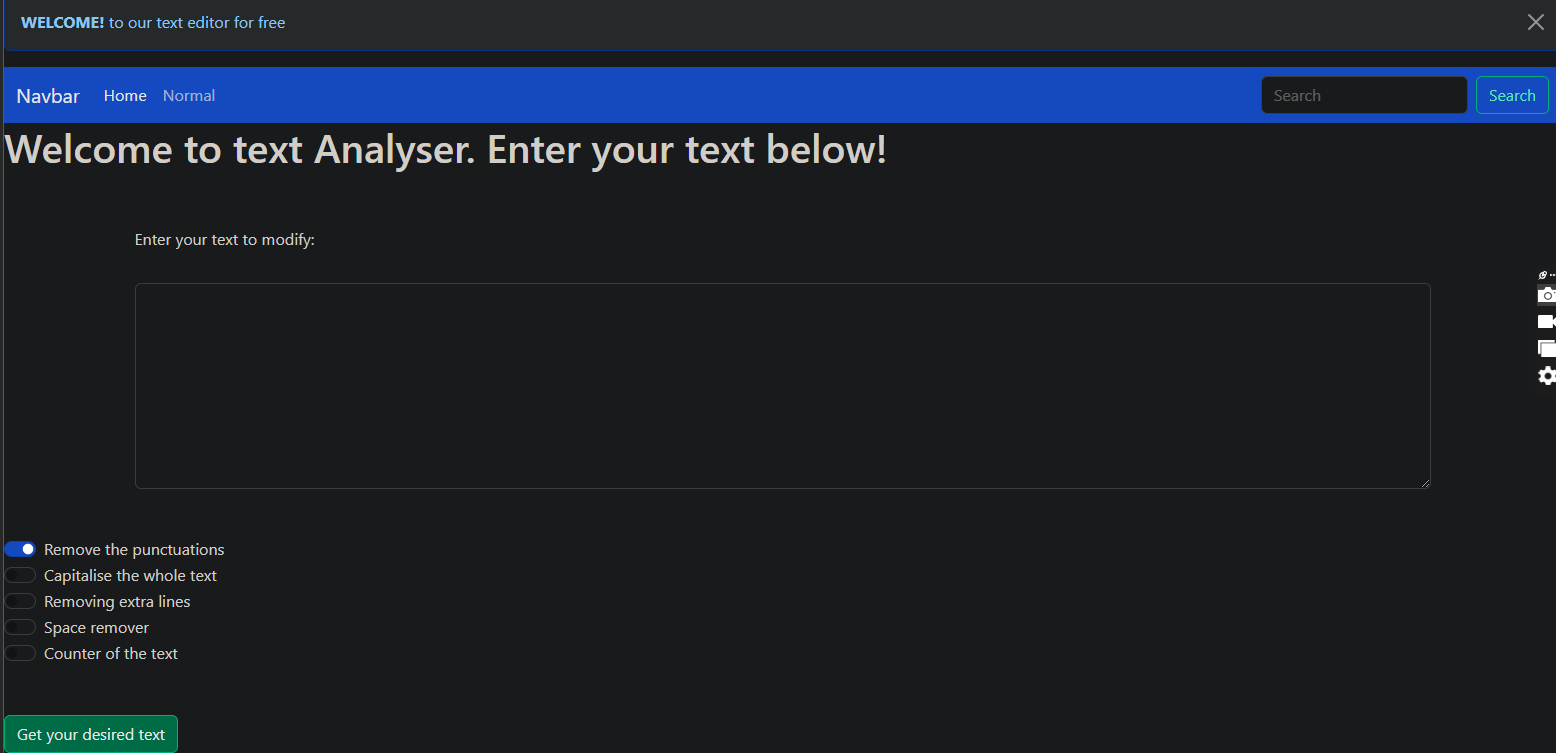 WELCOME! to our text editor for free
Navbar Home Normal Search Search
Welcome to text Analyser. Enter your text below!
Enter your text to modify:
Remove the punctuations
Capitalise the whole text
Removing extra lines
Space remover
Counter of the text
Get your desired text